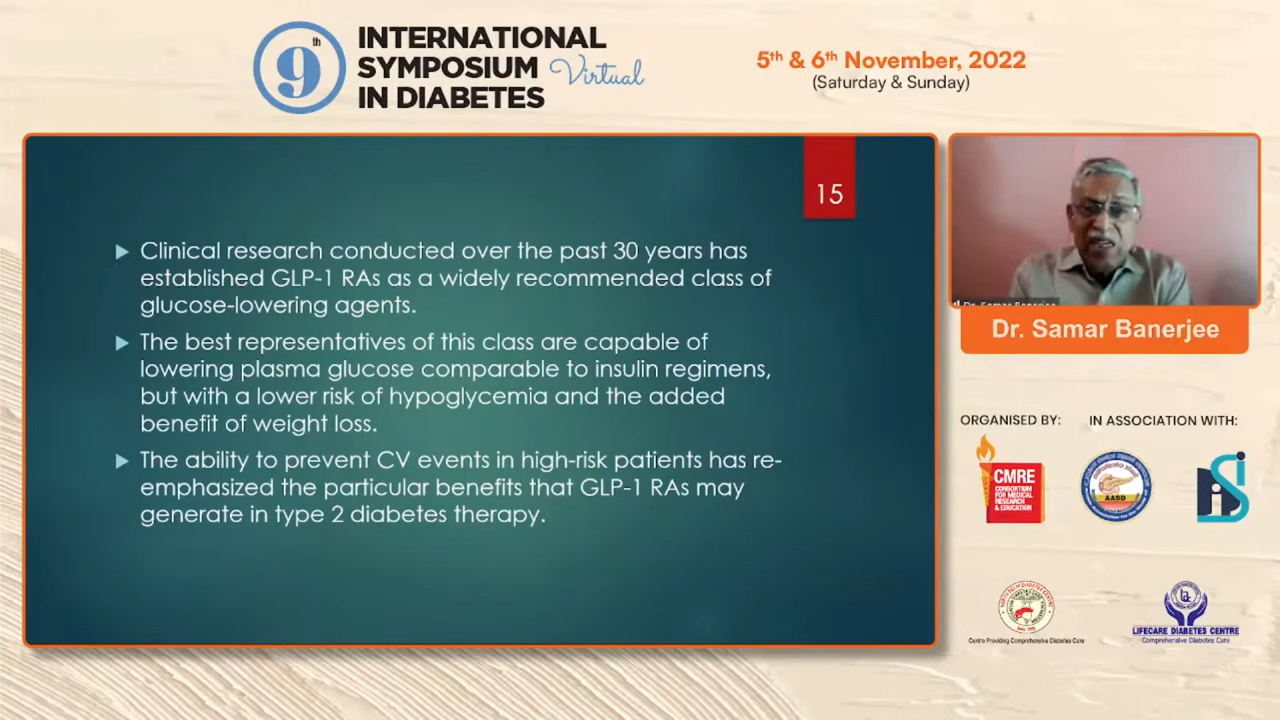 9th
INTERNATIONAL
SYMPOSIUM Virtual
IN DIABETES
5th & 6th November, 2022
(Saturday & Sunday)
15
Clinical research conducted over the past 30 years has
established GLP-1 RAs as a widely recommended class of
glucose-lowering agents.
The best representatives of this class are capable of
lowering plasma glucose comparable to insulin regimens,
but with a lower risk of hypoglycemia and the added
benefit of weight loss.
The ability to prevent CV events in high-risk patients has re-
emphasized the particular benefits that GLP-1 RAs may
generate in type 2 diabetes therapy.
Dr. Samar Banerjee
Dr. Samar Banerjee
ORGANISED BY:
IN ASSOCIATION WITH:
CMRE
CONSORTIUM
FOR MEDICAL
RESEARCH
& EDUCATION
AASD
Centre Providing Comprehensive Diabetes Care
LIFECARE DIABETES CENTRE
Comprehensive Diabetes Care